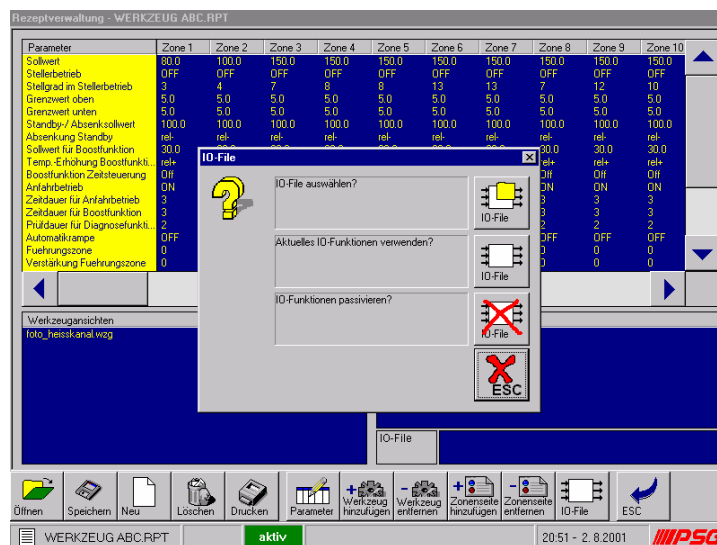 Rezeptverwaltung - WERKZEUG ABC.RPT
Parameter Zone 1 Zone 2 Zone 3 Zone 4 Zone 5 Zone 6 Zone 7 Zone 8 Zone 9 Zone 10
Sollwert 80.0 100.0 150.0 150.0 150.0 150.0 150.0 150.0 150.0 150.0
Stellerbetrieb OFF OFF OFF OFF OFF OFF OFF OFF OFF OFF
Stellgrad im Stellerbetrieb 3 4 7 8 8 13 13 7 12 10
Grenzwert oben 5.0 5.0 5.0 5.0 5.0 5.0 5.0 5.0 5.0 5.0
Grenzwert unten 5.0 5.0 5.0 5.0 5.0 5.0 5.0 5.0 5.0 5.0
Standby-/ Absenksollwert 100.0 100.0 100.0 100.0 100.0 100.0 100.0 100.0 100.0 100.0
Absenkung Standby rel- rel- rel- rel- rel- rel- rel- rel- rel- rel-
Sollwert für Boostfunktion 30.0 30.0 30.0 30.0
Temp.-Erhöhung Boostfunkti... rel+ rel+ rel+
Boostfunktion Zeitsteuerung Off Off Off
Anfahrbetrieb ON ON ON ON
Zeitdauer für Anfahrbetrieb 3 3 3 3
Zeitdauer für Boostfunktion 3 3 3 3
Prüfdauer für Diagnosefunkti... 2 2 2 2
Automatikrampe OFF OFF OFF OFF
Fuehrungszone 0 0 0 0
Verstärkung Fuehrungszone 0 0 0 0
IO-File
IO-File auswählen?
IO-File
Aktuelles IO-Funktionen verwenden?
IO-File
IO-Funktionen passivieren?
IO-File
ESC
Werkzeugansichten
foto_heisskanal.wzg
IO-File
Öffnen Speichern Neu Löschen Drucken Parameter Werkzeug hinzufügen Werkzeug entfernen Zonenseite hinzufügen Zonenseite entfernen IO-File ESC
WERKZEUG ABC.RPT aktiv 20:51 - 2. 8.2001 PSG